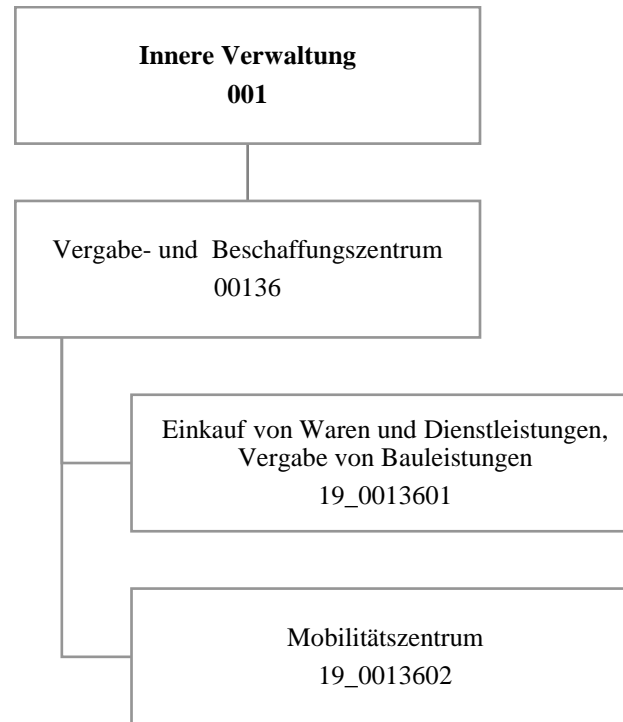 Innere Verwaltung
001
Vergabe- und Beschaffungszentrum
00136
Einkauf von Waren und Dienstleistungen,
Vergabe von Bauleistungen
19_0013601
Mobilitätszentrum
19_0013602